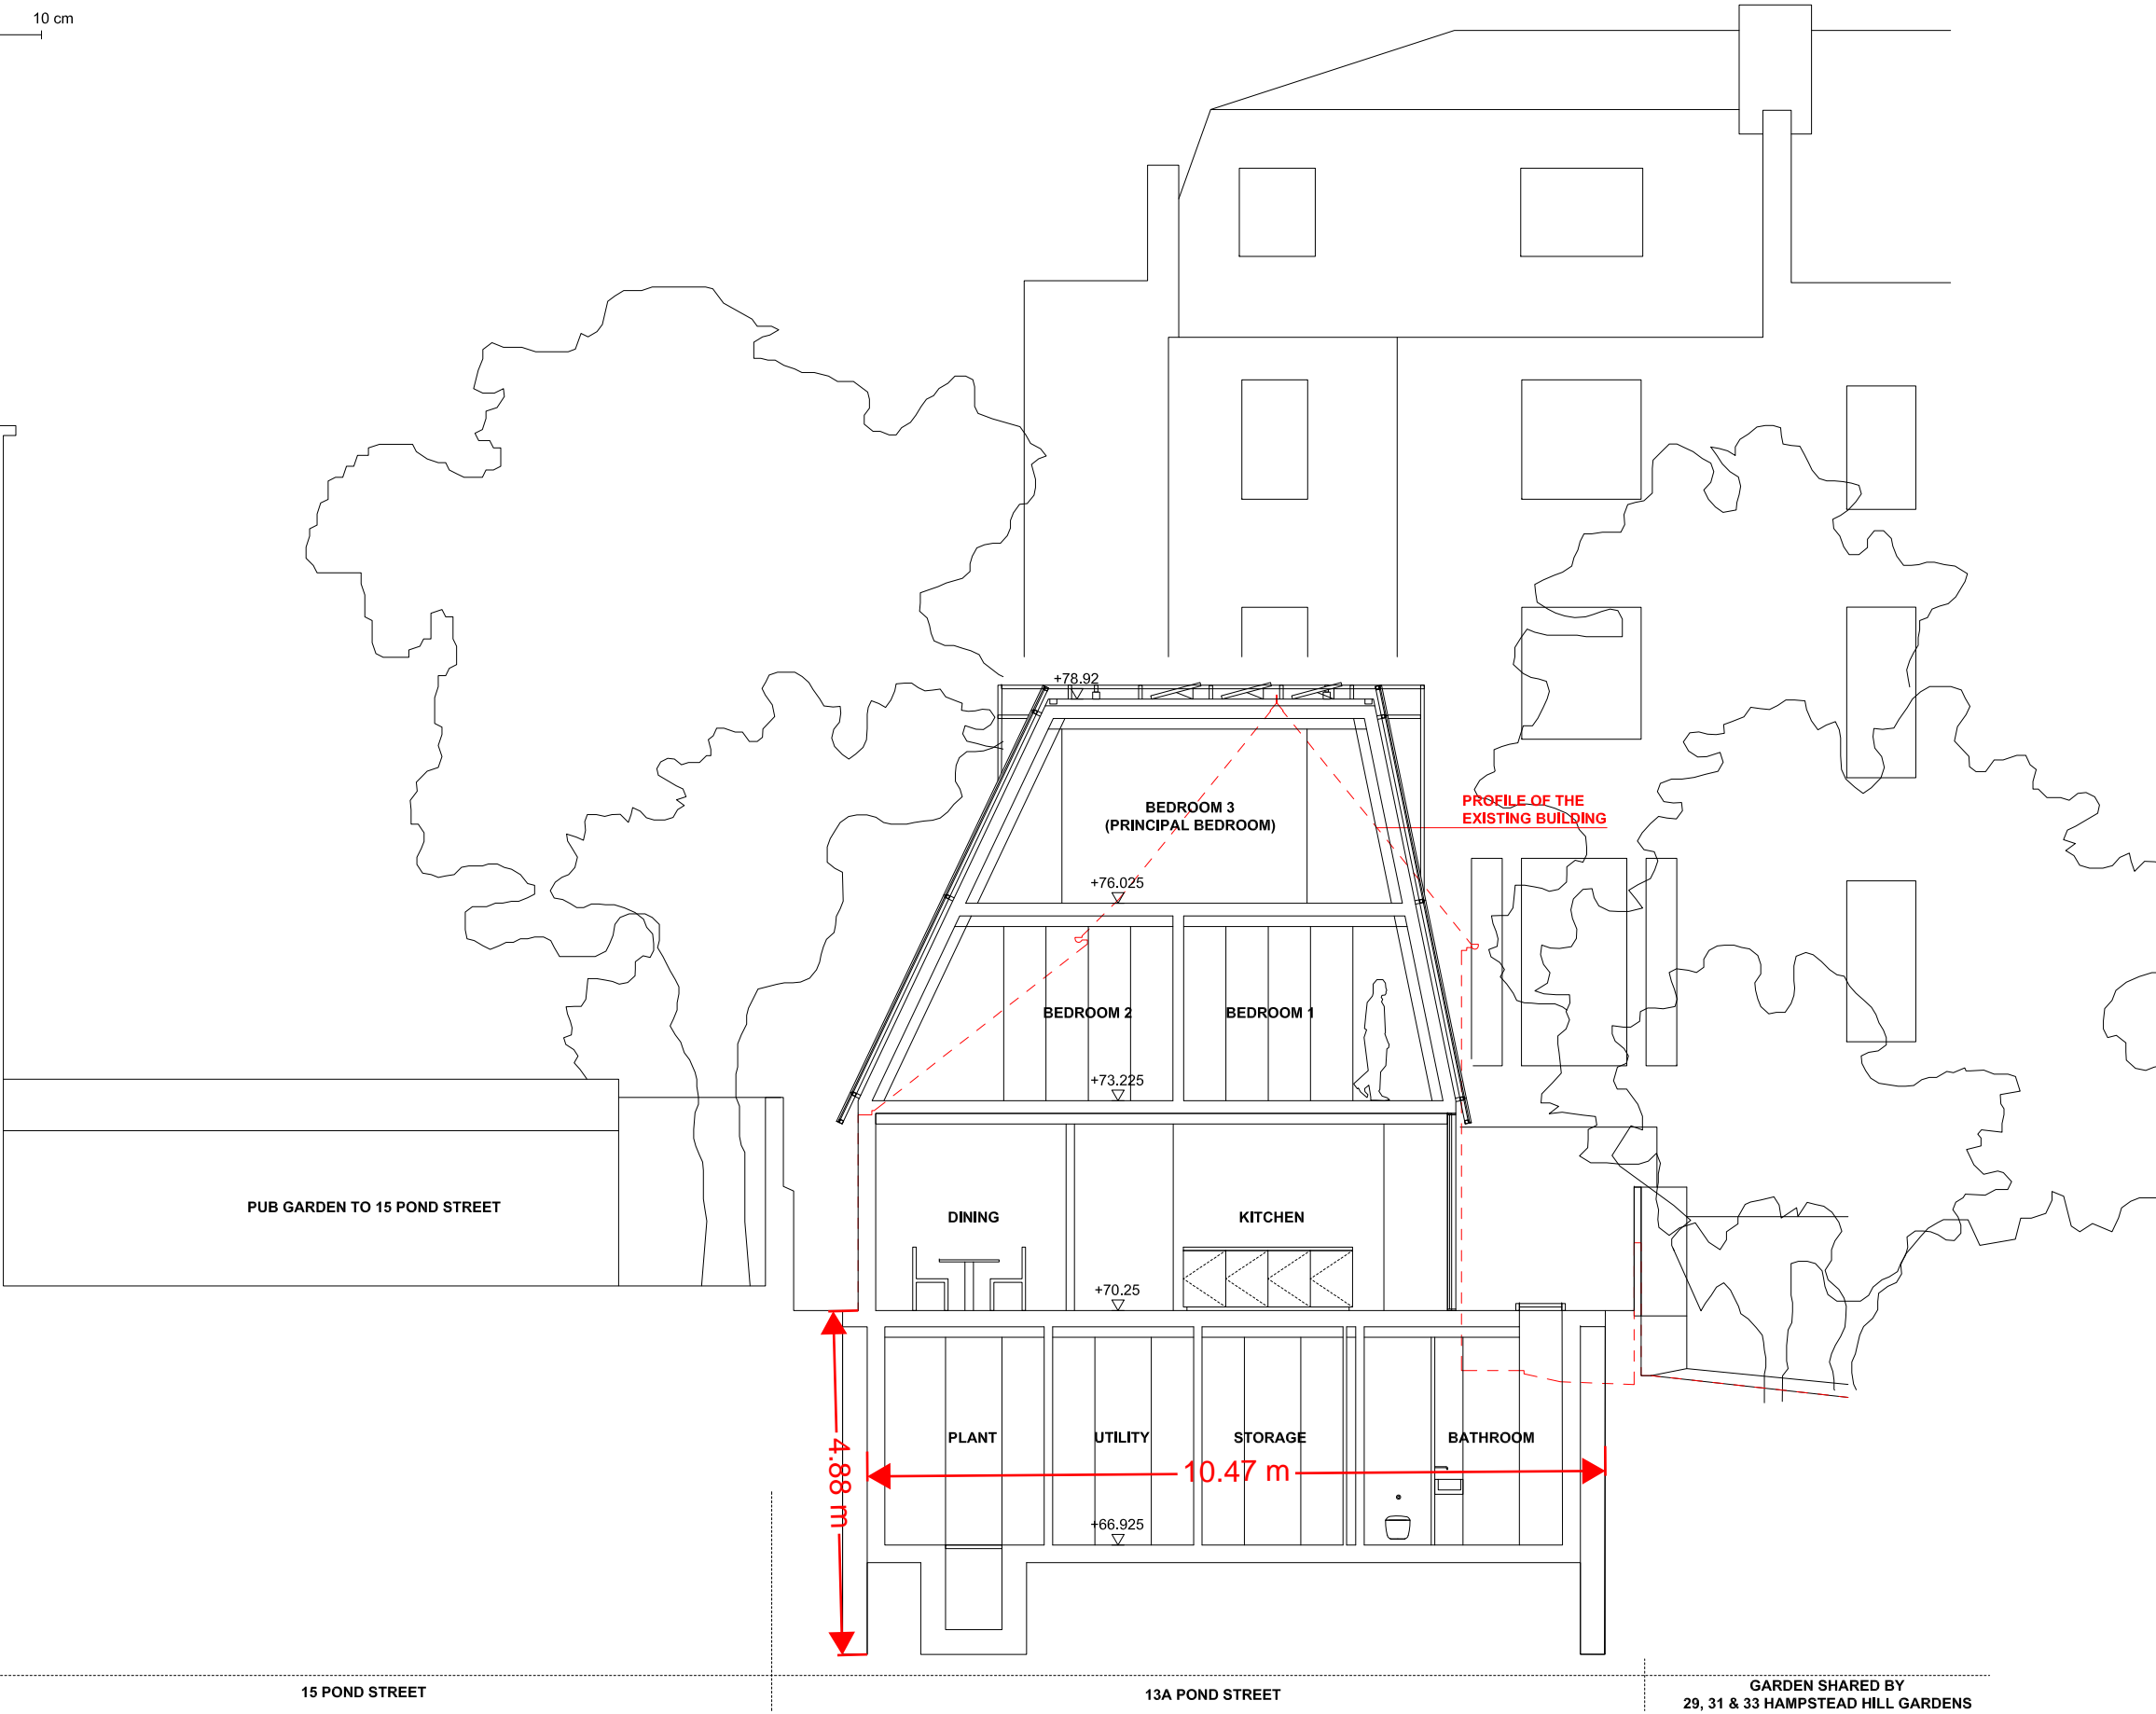 10 cm
+78.92
BEDROOM 3
(PRINCIPAL BEDROOM)
PROFILE OF THE
EXISTING BUILDING
+76.025
BEDROOM 2
BEDROOM 1
+73.225
PUB GARDEN TO 15 POND STREET
DINING
KITCHEN
+70.25
PLANT
UTILITY
STORAGE
BATHROOM
10.47 m
4.88 m
+66.925
15 POND STREET
13A POND STREET
GARDEN SHARED BY
29, 31 & 33 HAMPSTEAD HILL GARDENS